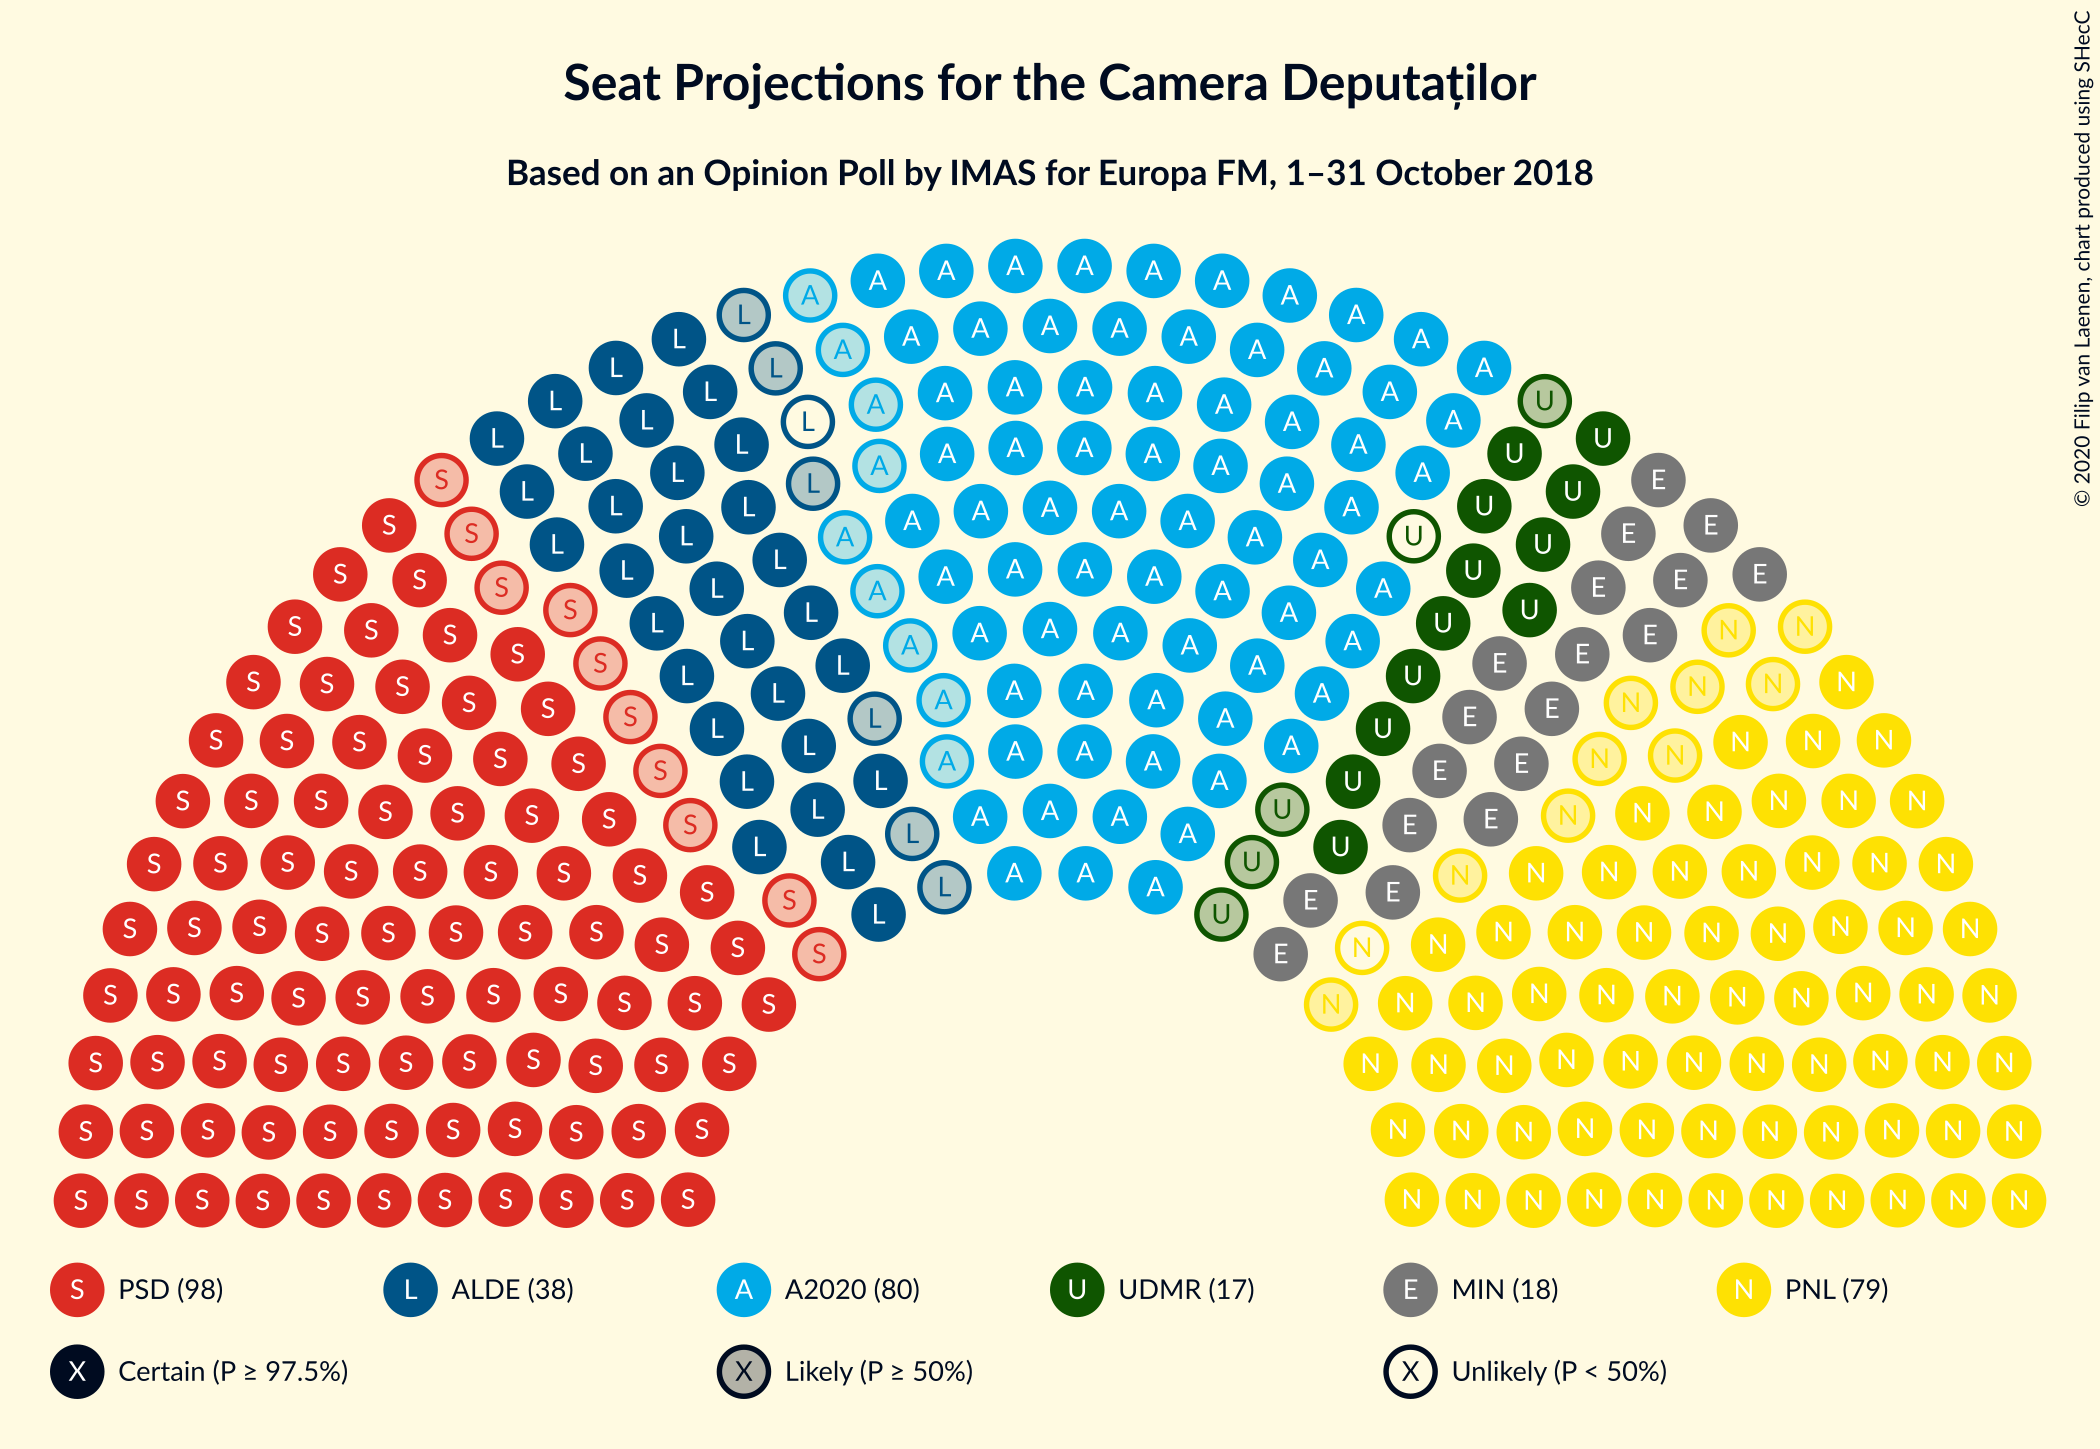 Seat Projections for the Camera Deputaților
Based on an Opinion Poll by IMAS for Europa FM, 1–31 October 2018
© 2020 Filip van Laenen, chart produced using SHecC
S PSD (98) L ALDE (38) A A2020 (80) U UDMR (17) E MIN (18) N PNL (79)
X Certain (P ≥ 97.5%) X Likely (P ≥ 50%) X Unlikely (P < 50%)